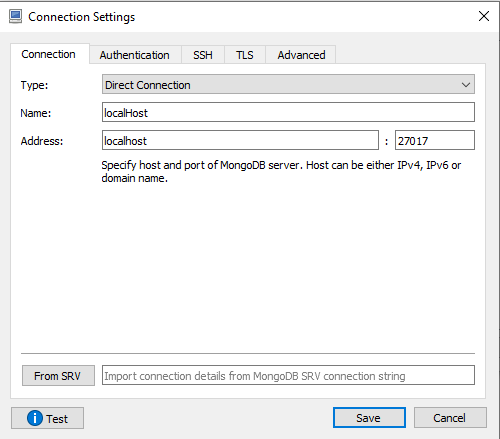 Connection Settings
Connection Authentication SSH TLS Advanced
Type: Direct Connection
Name: localHost
Address: localhost : 27017
Specify host and port of MongoDB server. Host can be either IPv4, IPv6 or
domain name.
From SRV Import connection details from MongoDB SRV connection string
Test Save Cancel